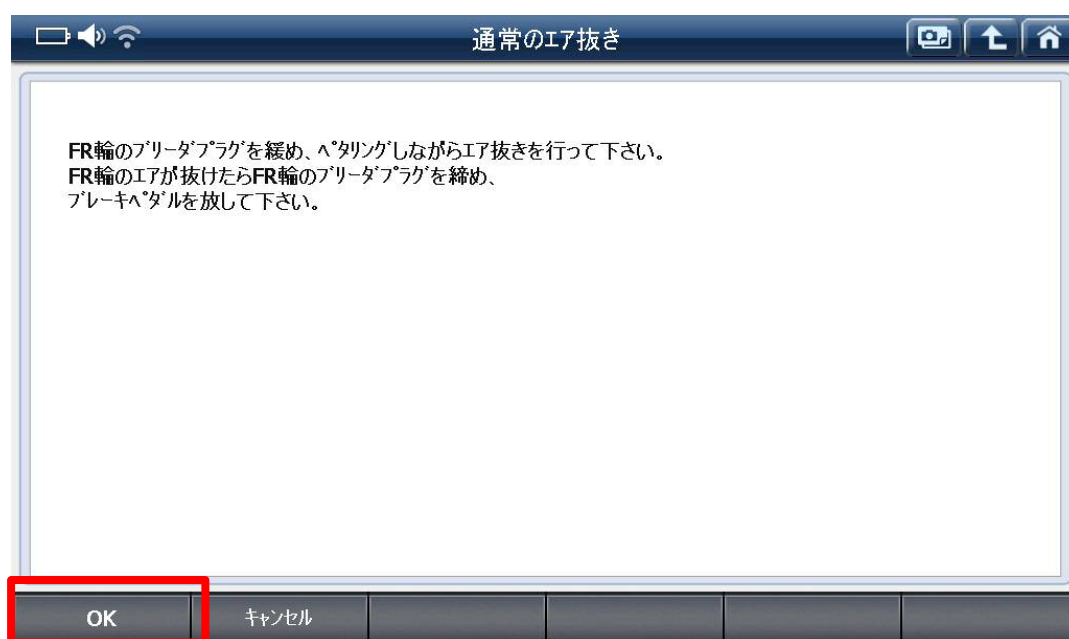 通常のｴｱ抜き
FR輪のﾌﾞﾘｰﾀﾞﾌﾟﾗｸﾞを緩め、ﾍﾟﾀﾘﾝｸﾞしながらｴｱ抜きを行って下さい。
FR輪のｴｱが抜けたらFR輪のﾌﾞﾘｰﾀﾞﾌﾟﾗｸﾞを締め、
ﾌﾞﾚｰｷﾍﾟﾀﾞﾙを放して下さい。
OK
ｷｬﾝｾﾙ